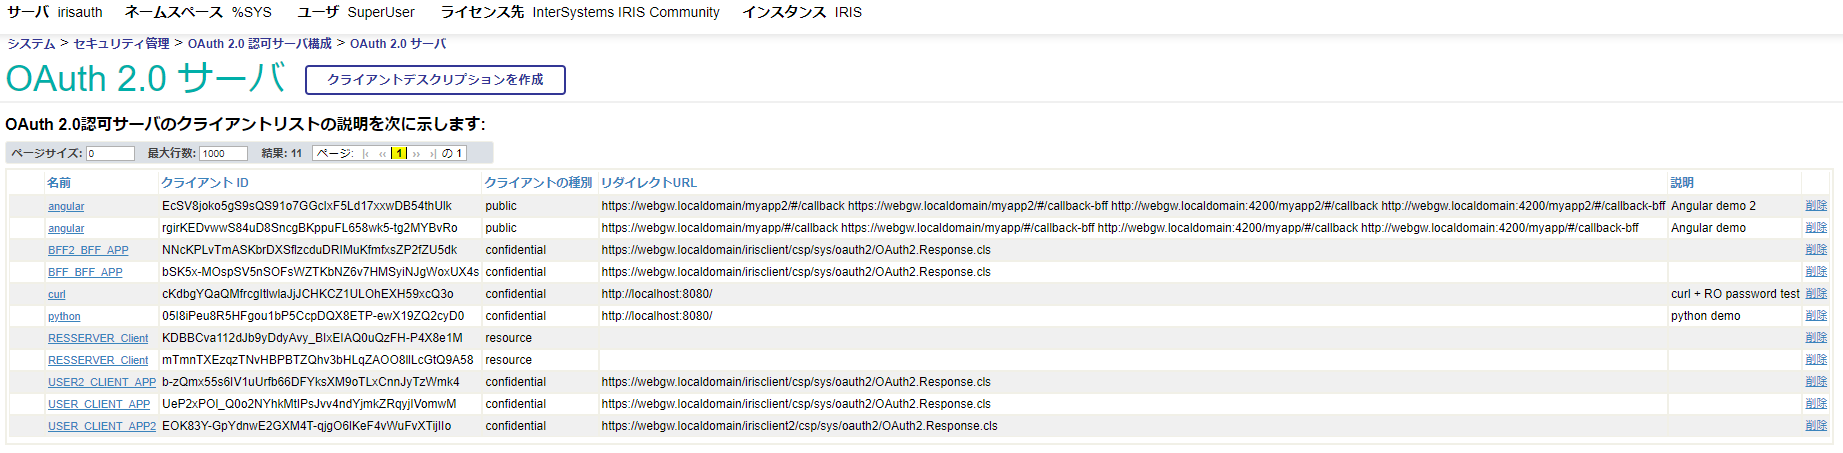 サーバ irisauth ネームスペース %SYS ユーザ SuperUser ライセンス先 InterSystems IRIS Community インスタンス IRIS
システム > セキュリティ管理 > OAuth 2.0 認可サーバ構成 > OAuth 2.0 サーバ
OAuth 2.0 サーバ クライアントデスクリプションを作成
OAuth 2.0認可サーバのクライアントリストの説明を次に示します:
ページサイズ: 0 最大行数: 1000 結果: 11 ページ: |‹ ‹‹ 1 ›› ›| の 1
名前 クライアント ID クライアントの種別 リダイレクトURL 説明
angular EcSV8joko5gS9sQS91o7GGclxF5Ld17xxwDB54thUlk public https://webgw.localdomain/myapp2/#/callback https://webgw.localdomain/myapp2/#/callback-bff http://webgw.localdomain:4200/myapp2/#/callback http://webgw.localdomain:4200/myapp2/#/callback-bff Angular demo 2 削除
angular rgirKEDvwwS84uD8SncgBKppuFL658wk5-tg2MYBvRo public https://webgw.localdomain/myapp/#/callback https://webgw.localdomain/myapp/#/callback-bff http://webgw.localdomain:4200/myapp/#/callback http://webgw.localdomain:4200/myapp/#/callback-bff Angular demo 削除
BFF2_BFF_APP NNcKPLvTmASKbrDXSflzcduDRIMuKfmfxsZP2fZU5dk confidential https://webgw.localdomain/irisclient/csp/sys/oauth2/OAuth2.Response.cls 削除
BFF_BFF_APP bSK5x-MOspSV5nSOFsWZTKbNZ6v7HMSyiNJgWoxUX4s confidential https://webgw.localdomain/irisclient/csp/sys/oauth2/OAuth2.Response.cls 削除
curl cKdbgYQaQMfrcgltlwlaJjJCHKCZ1ULOhEXH59xcQ3o confidential http://localhost:8080/ curl + RO password test 削除
python 05I8iPeu8R5HFgou1bP5CcpDQX8ETP-ewX19ZQ2cyD0 confidential http://localhost:8080/ python demo 削除
RESSERVER_Client KDBBCva112dJb9yDdyAvy_BIxEIAQ0uQzFH-P4X8e1M resource 削除
RESSERVER_Client mTmnTXEzqzTNvHBPBTZQhv3bHLqZAOO8IlLcGtQ9A58 resource 削除
USER2_CLIENT_APP b-zQmx55s6IV1uUrfb66DFYksXM9oTLxCnnJyTzWmk4 confidential https://webgw.localdomain/irisclient/csp/sys/oauth2/OAuth2.Response.cls 削除
USER_CLIENT_APP UeP2xPOI_Q0o2NYhkMtIPsJvv4ndYjmkZRqyjIVomwM confidential https://webgw.localdomain/irisclient/csp/sys/oauth2/OAuth2.Response.cls 削除
USER_CLIENT_APP2 EOK83Y-GpYdnwE2GXM4T-qjgO6IKeF4vWuFvXTijIIo confidential https://webgw.localdomain/irisclient2/csp/sys/oauth2/OAuth2.Response.cls 削除